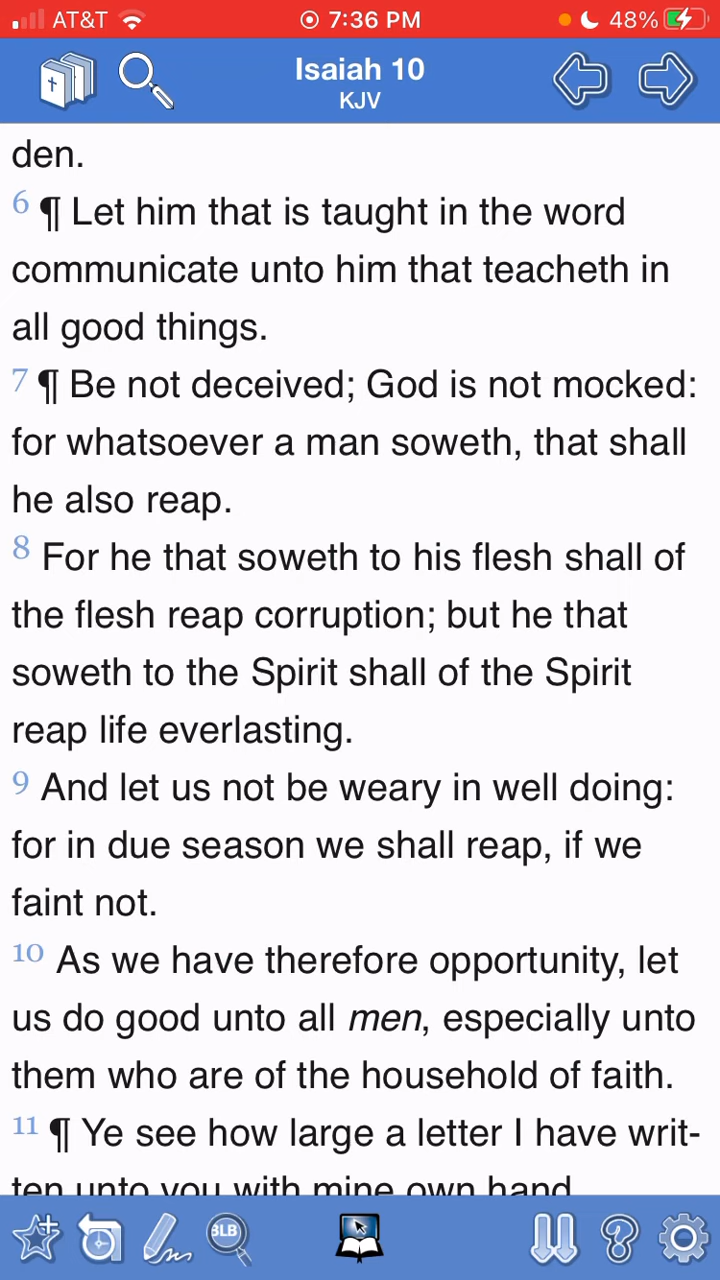 AT&T 7:36 PM 48%
Isaiah 10
KJV
den.
6 ¶ Let him that is taught in the word
communicate unto him that teacheth in
all good things.
7 ¶ Be not deceived; God is not mocked:
for whatsoever a man soweth, that shall
he also reap.
8 For he that soweth to his flesh shall of
the flesh reap corruption; but he that
soweth to the Spirit shall of the Spirit
reap life everlasting.
9 And let us not be weary in well doing:
for in due season we shall reap, if we
faint not.
10 As we have therefore opportunity, let
us do good unto all men, especially unto
them who are of the household of faith.
11 ¶ Ye see how large a letter I have writ-
ten unto you with mine own hand
BLB